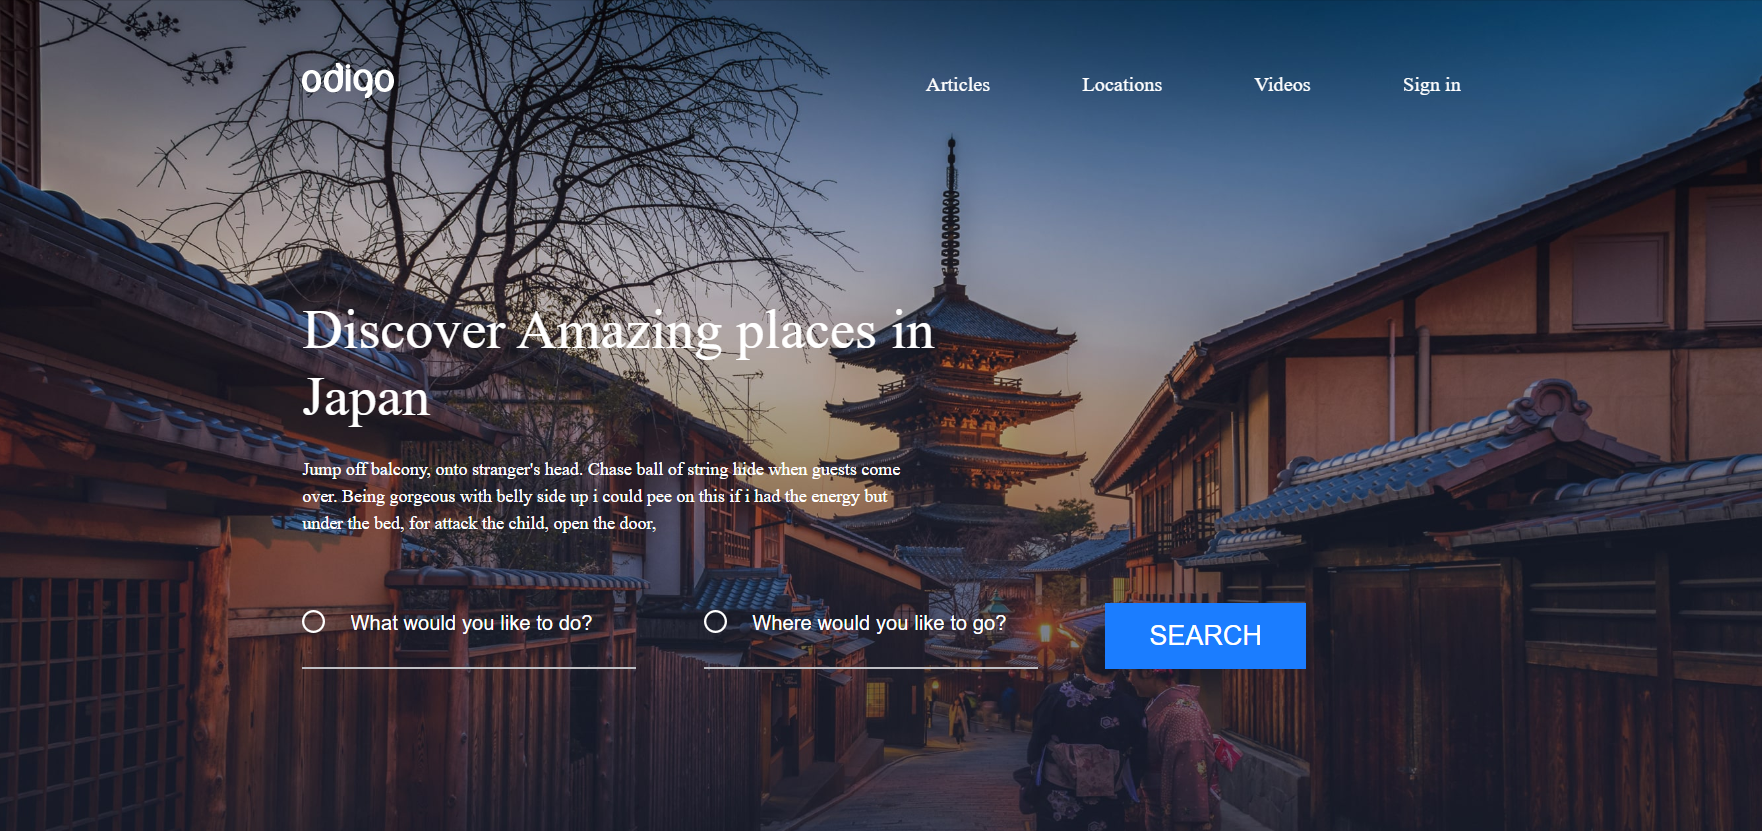 odigo
Articles
Locations
Videos
Sign in
Discover Amazing places in
Japan
Jump off balcony, onto stranger's head. Chase ball of string hide when guests come
over. Being gorgeous with belly side up i could pee on this if i had the energy but
under the bed, for attack the child, open the door,
What would you like to do?
Where would you like to go?
SEARCH